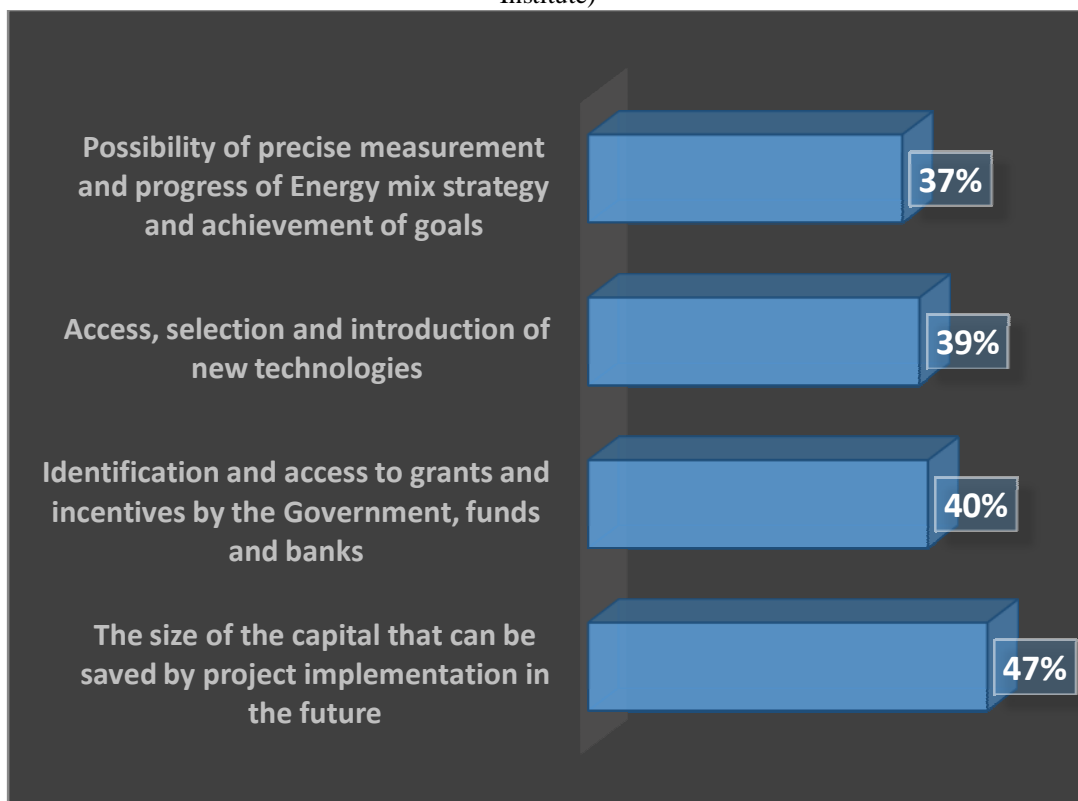 Institute)
Possibility of precise measurement
and progress of Energy mix strategy
and achievement of goals
37%
Access, selection and introduction of
new technologies
39%
Identification and access to grants and
incentives by the Government, funds
and banks
40%
The size of the capital that can be
saved by project implementation in
the future
47%